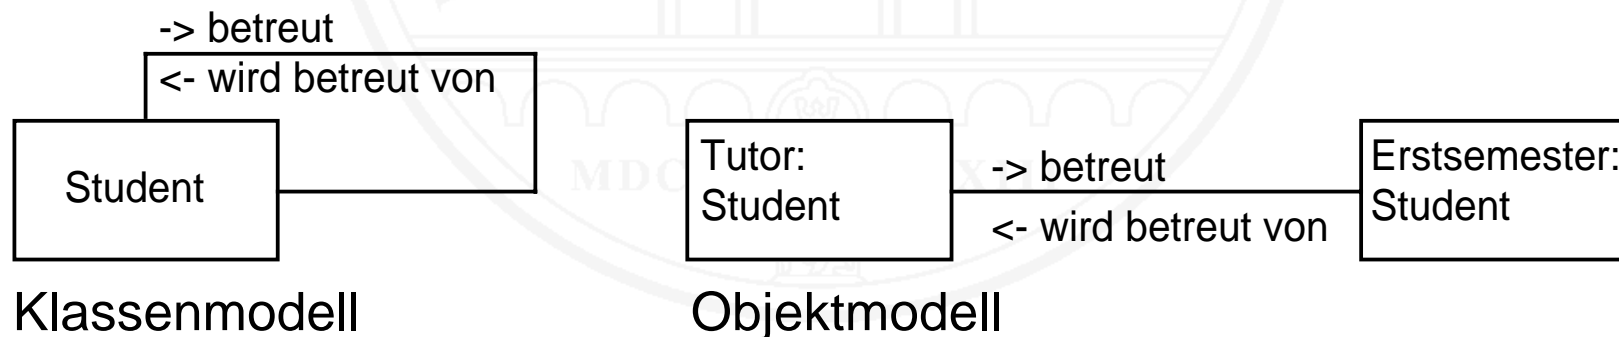 -> betreut
<- wird betreut von
Student
Klassenmodell
Tutor:
Student
-> betreut
<- wird betreut von
Erstsemester:
Student
Objektmodell